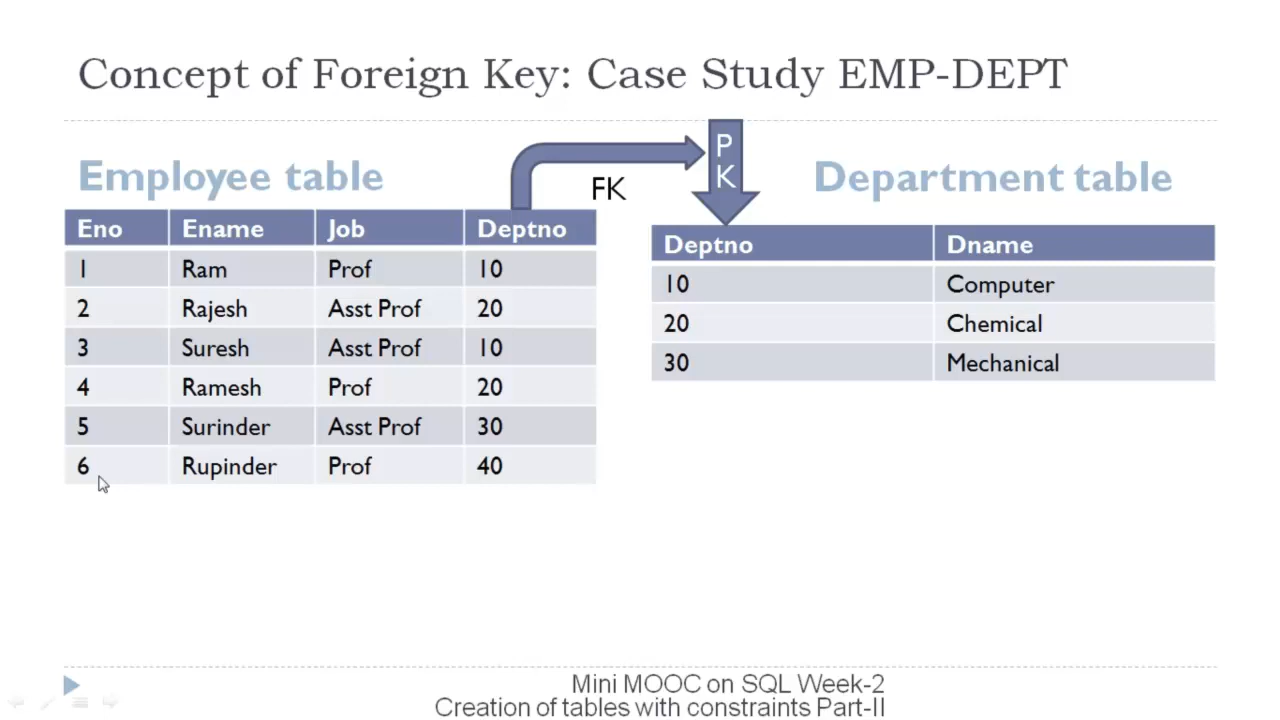 Concept of Foreign Key: Case Study EMP-DEPT
Employee table
FK
P
K
Department table
Eno Ename Job Deptno
1 Ram Prof 10
2 Rajesh Asst Prof 20
3 Suresh Asst Prof 10
4 Ramesh Prof 20
5 Surinder Asst Prof 30
6 Rupinder Prof 40
Deptno Dname
10 Computer
20 Chemical
30 Mechanical
Mini MOOC on SQL Week-2
Creation of tables with constraints Part-II